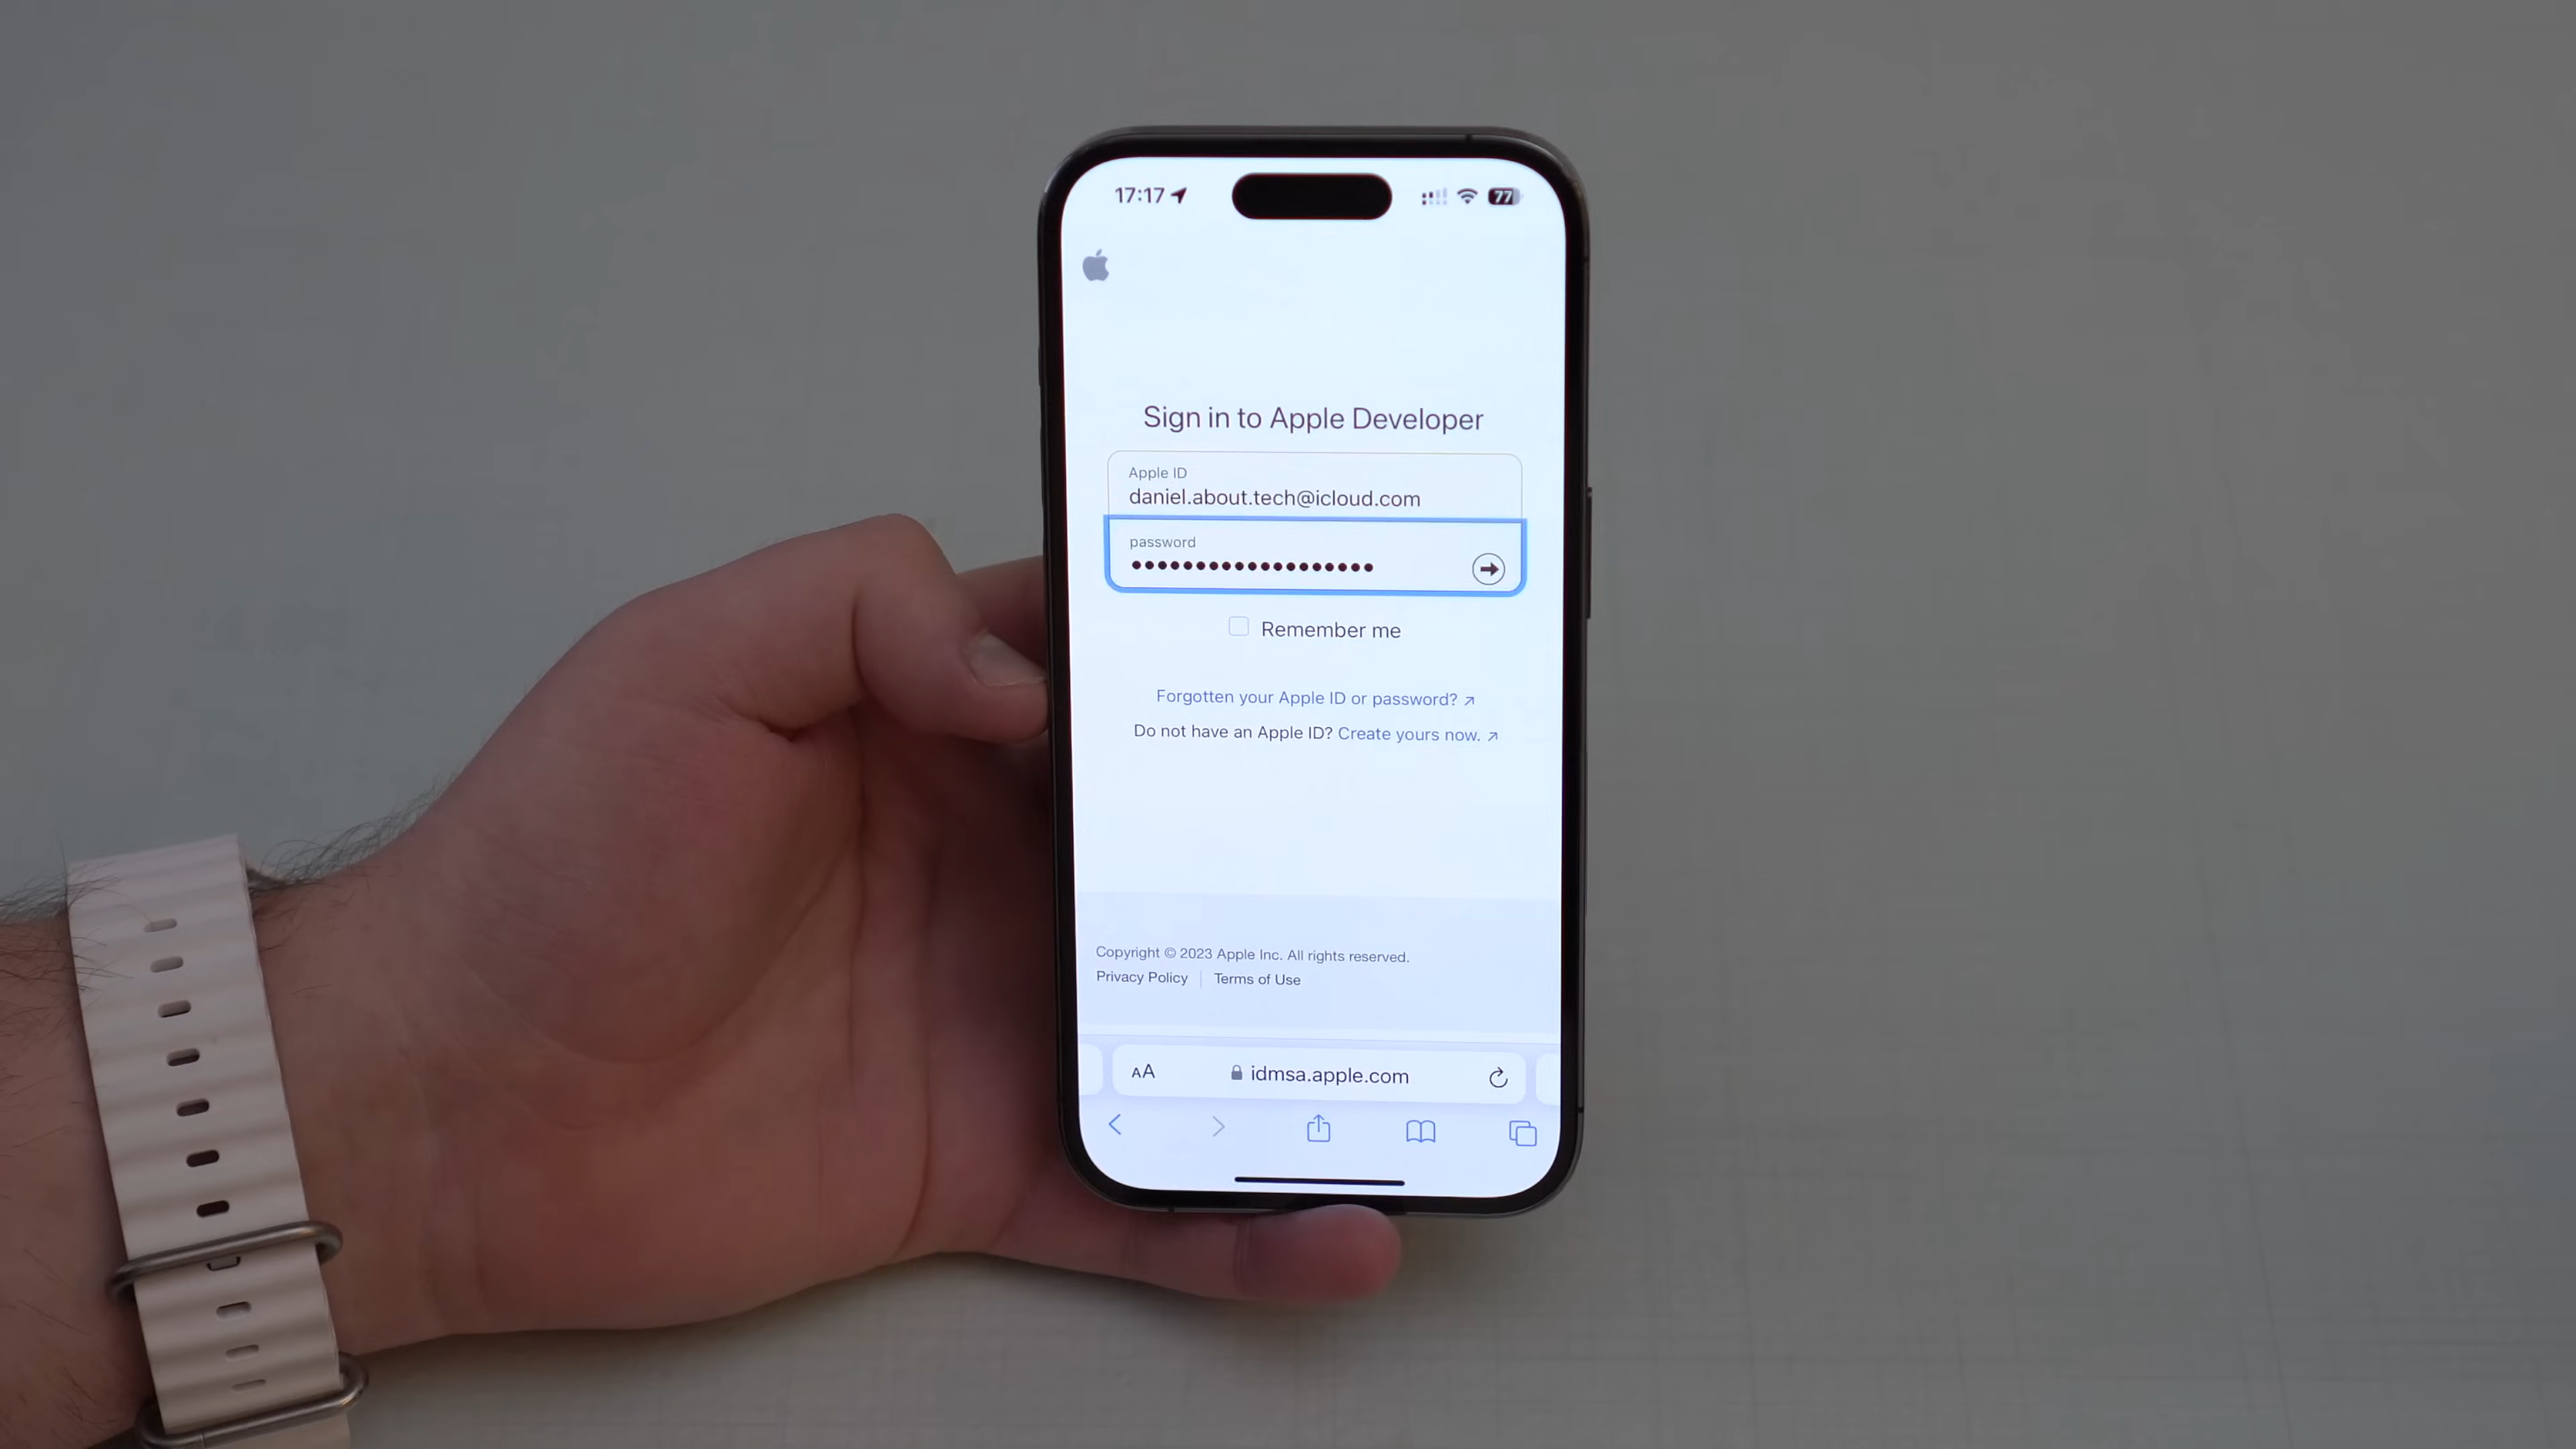 17:17
77
Sign in to Apple Developer
Apple ID
daniel.about.tech@icloud.com
password
Remember me
Forgotten your Apple ID or password? ↗
Do not have an Apple ID? Create yours now. ↗
Copyright © 2023 Apple Inc. All rights reserved.
Privacy Policy | Terms of Use
AA idmsa.apple.com